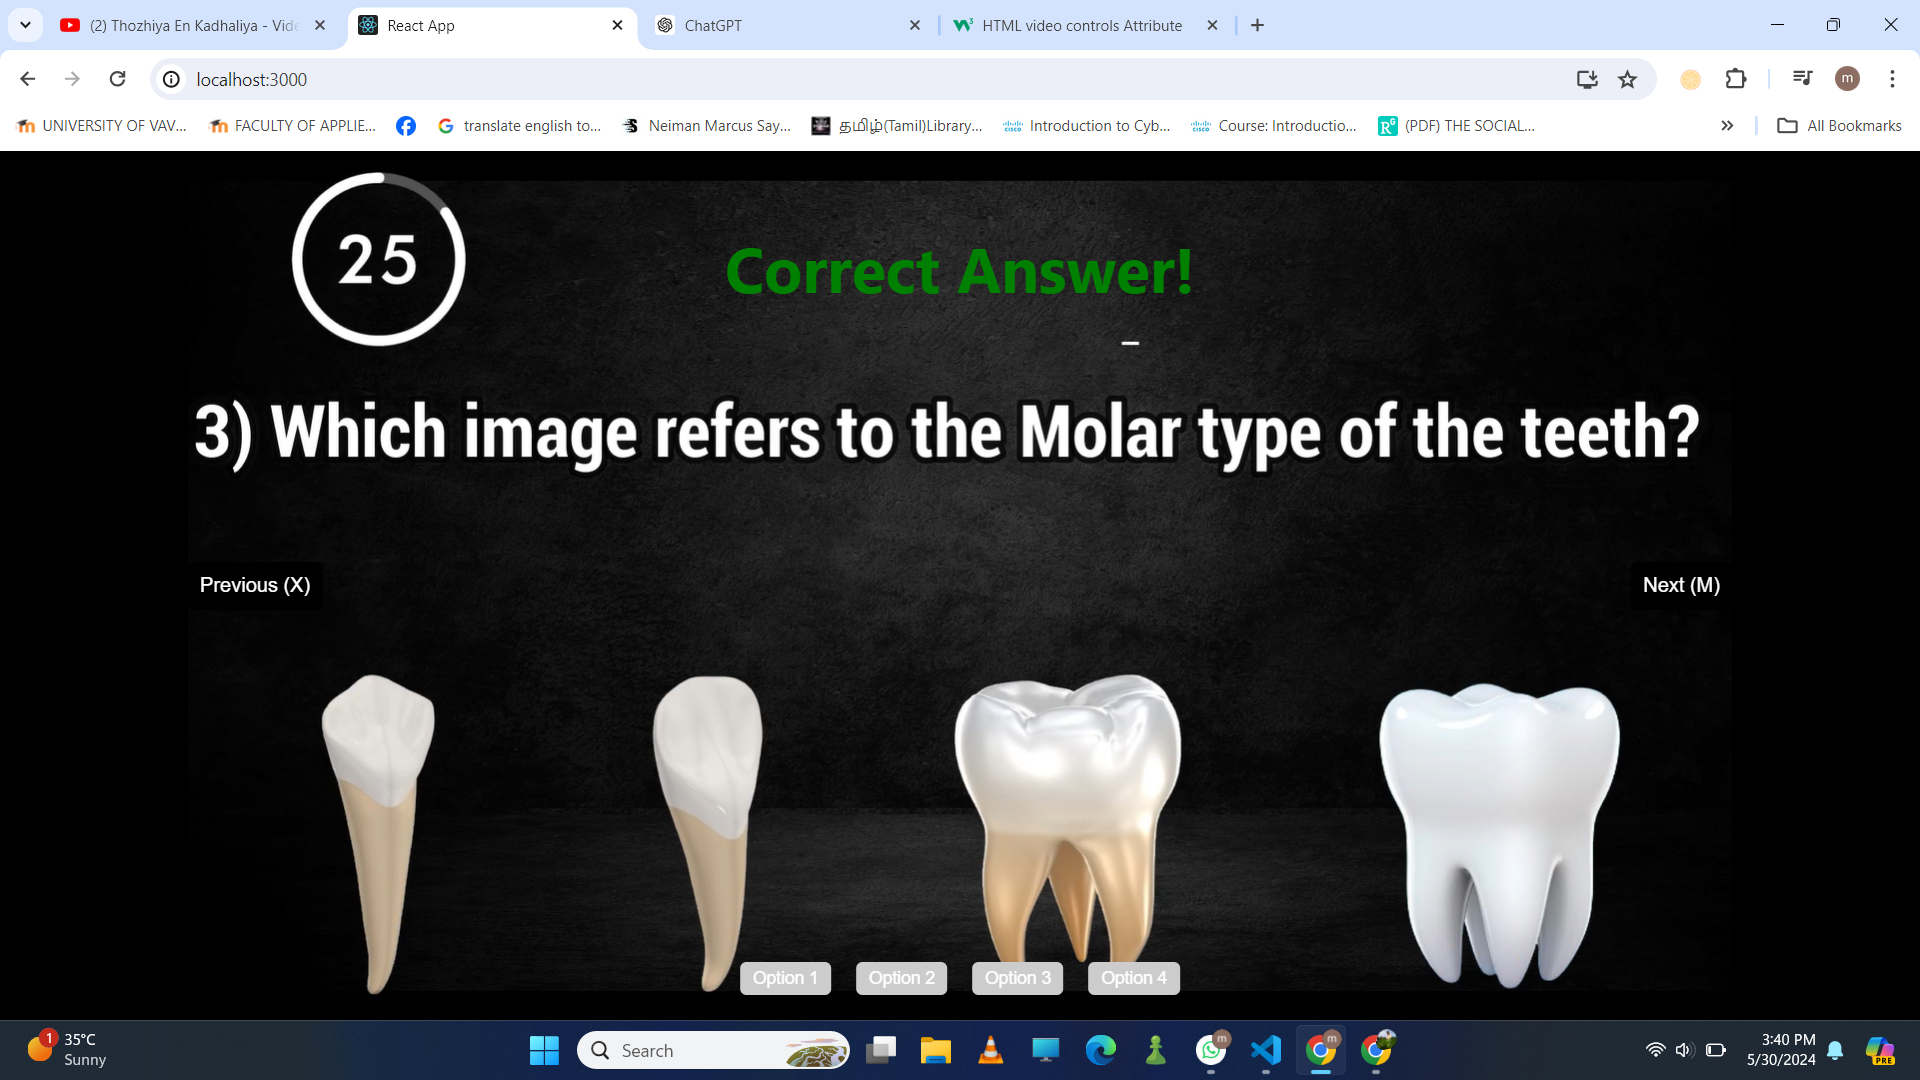 (2) Thozhiya En Kadhaliya - Vide
React App
ChatGPT
HTML video controls Attribute
localhost:3000
m
UNIVERSITY OF VAV...
FACULTY OF APPLIE...
translate english to...
Neiman Marcus Say...
தமிழ்(Tamil)Library...
Introduction to Cyb...
Course: Introductio...
(PDF) THE SOCIAL...
All Bookmarks
25
Correct Answer!
3) Which image refers to the Molar type of the teeth?
Previous (X)
Next (M)
Option 1
Option 2
Option 3
Option 4
1
35°C
Sunny
Search
m
m
3:40 PM
5/30/2024
PRE